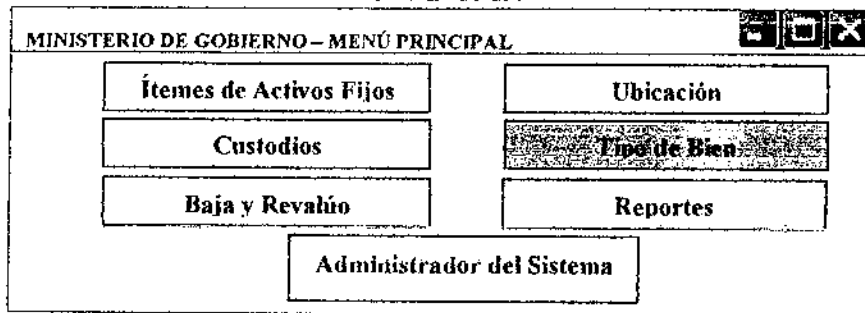 MINISTERIO DE GOBIERNO – MENÚ PRINCIPAL
Ítemes de Activos Fijos
Ubicación
Custodios
Tipo de Bien
Baja y Revalúo
Reportes
Administrador del Sistema